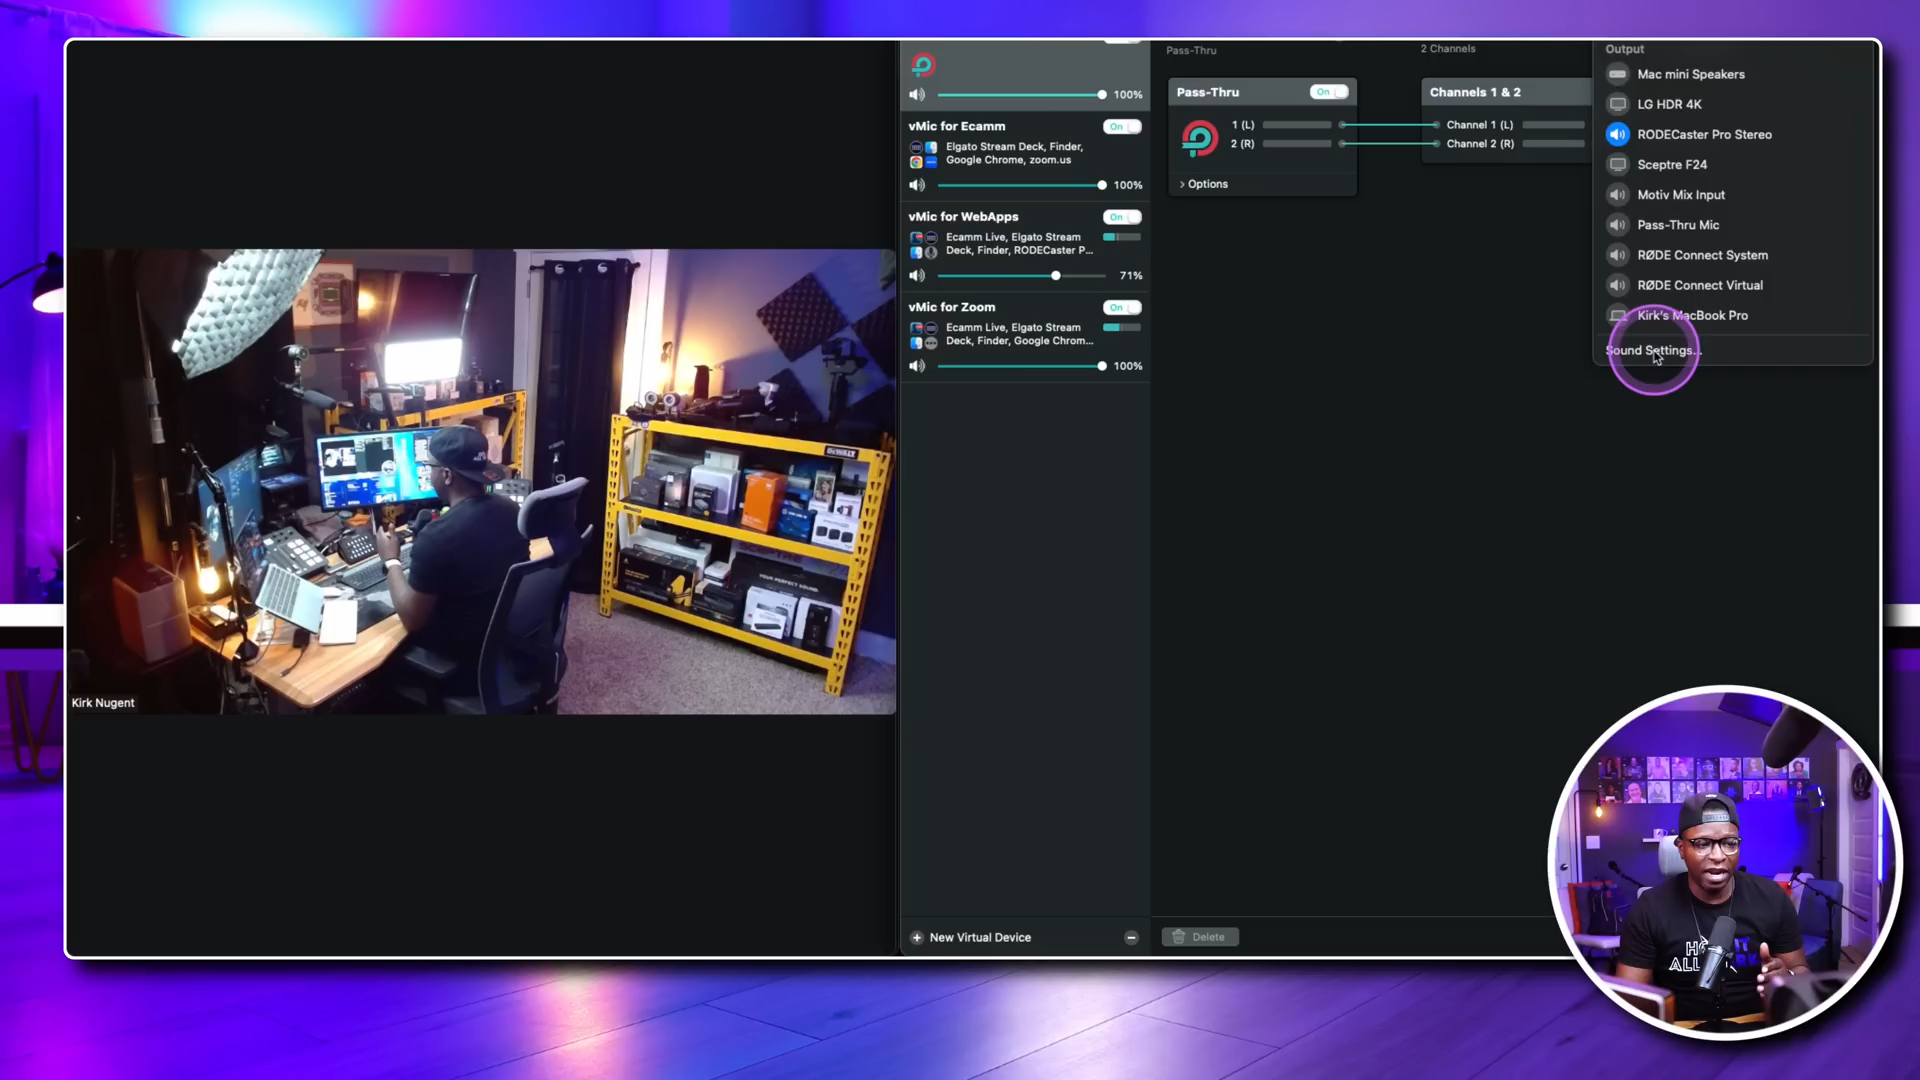 Pass-Thru
2 Channels
Output
Mac mini Speakers
LG HDR 4K
RODECaster Pro Stereo
Sceptre F24
Motiv Mix Input
Pass-Thru Mic
RØDE Connect System
RØDE Connect Virtual
Kirk's MacBook Pro
Sound Settings...
100%
vMic for Ecamm
On
Elgato Stream Deck, Finder,
Google Chrome, zoom.us
100%
vMic for WebApps
On
Ecamm Live, Elgato Stream
Deck, Finder, RODECaster P...
71%
vMic for Zoom
On
Ecamm Live, Elgato Stream
Deck, Finder, Google Chrom...
100%
Pass-Thru
On
1 (L)
2 (R)
> Options
Channels 1 & 2
Channel 1 (L)
Channel 2 (R)
DEWALT
YOUR PERFECT SOUND.
Kirk Nugent
New Virtual Device
Delete